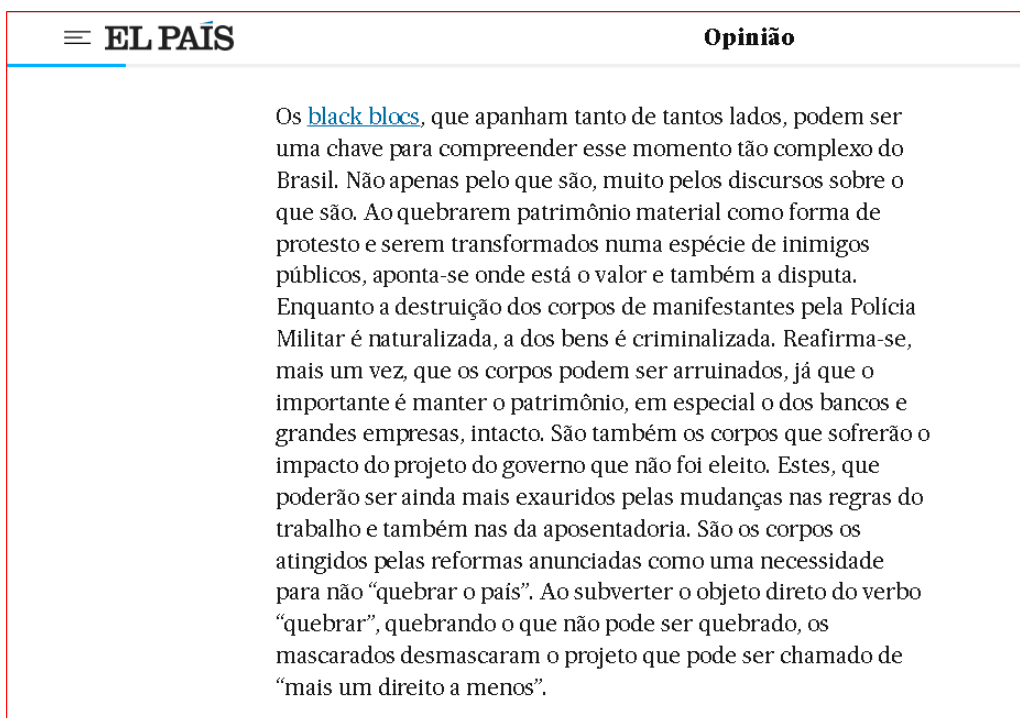 EL PAÍS
Opinião
Os black blocs, que apanham tanto de tantos lados, podem ser
uma chave para compreender esse momento tão complexo do
Brasil. Não apenas pelo que são, muito pelos discursos sobre o
que são. Ao quebrarem patrimônio material como forma de
protesto e serem transformados numa espécie de inimigos
públicos, aponta-se onde está o valor e também a disputa.
Enquanto a destruição dos corpos de manifestantes pela Polícia
Militar é naturalizada, a dos bens é criminalizada. Reafirma-se,
mais um vez, que os corpos podem ser arruinados, já que o
importante é manter o patrimônio, em especial o dos bancos e
grandes empresas, intacto. São também os corpos que sofrerão o
impacto do projeto do governo que não foi eleito. Estes, que
poderão ser ainda mais exauridos pelas mudanças nas regras do
trabalho e também nas da aposentadoria. São os corpos os
atingidos pelas reformas anunciadas como uma necessidade
para não “quebrar o país”. Ao subverter o objeto direto do verbo
“quebrar”, quebrando o que não pode ser quebrado, os
mascarados desmascaram o projeto que pode ser chamado de
“mais um direito a menos”.